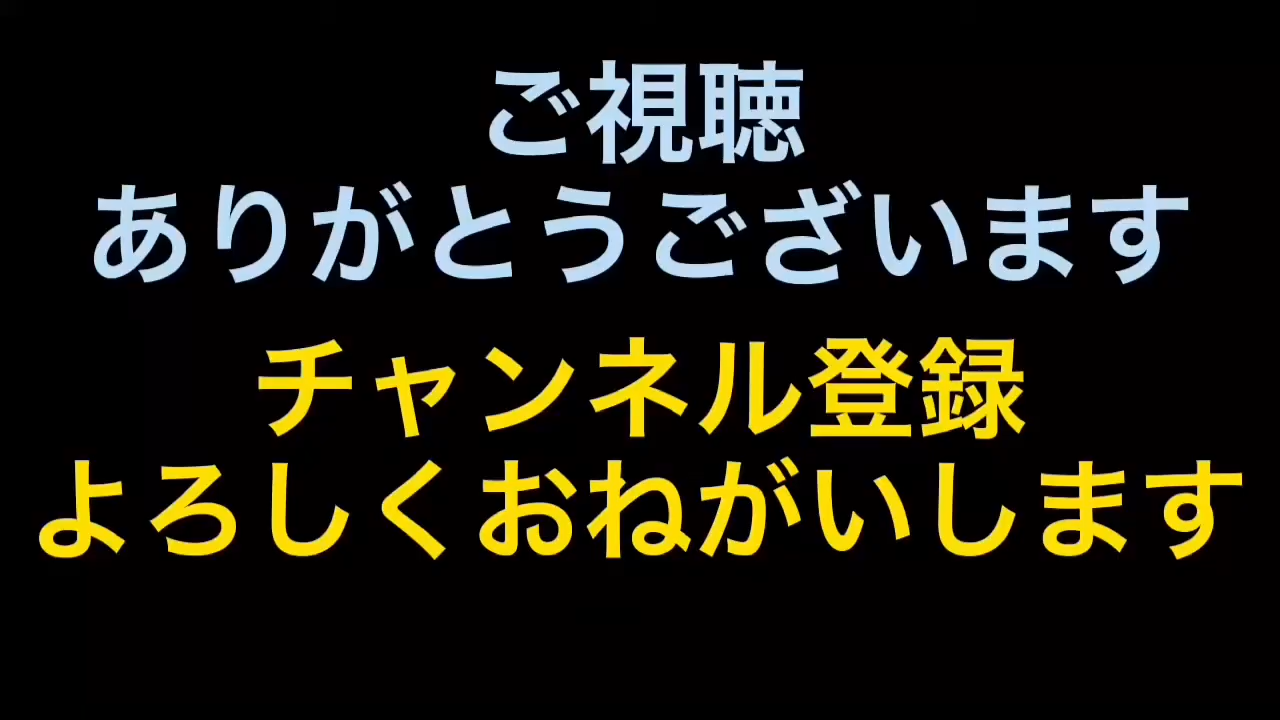 ご視聴
ありがとうございます
チャンネル登録
よろしくおねがいします